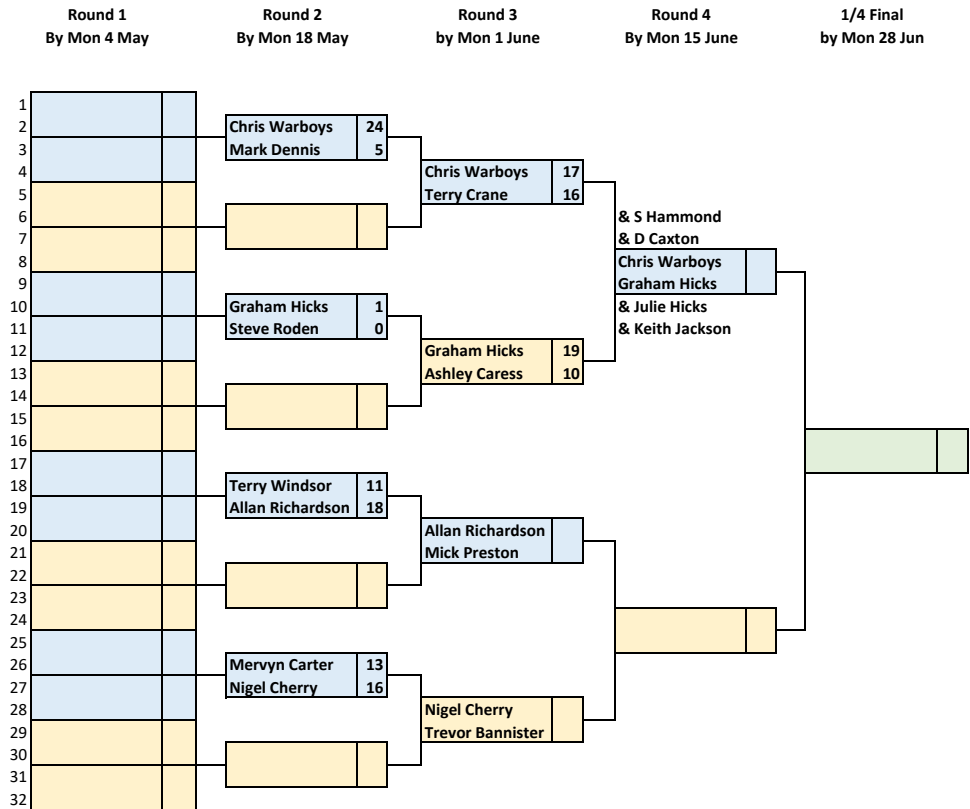 Round 1 Round 2 Round 3 Round 4 1/4 Final
By Mon 4 May By Mon 18 May by Mon 1 June By Mon 15 June by Mon 28 Jun
1
2 Chris Warboys 24
3 Mark Dennis 5
4 Chris Warboys 17
5 Terry Crane 16
6 & S Hammond
7 & D Caxton
8 Chris Warboys
9 Graham Hicks
10 Graham Hicks 1 & Julie Hicks
11 Steve Roden 0 & Keith Jackson
12 Graham Hicks 19
13 Ashley Caress 10
14
15
16
17
18 Terry Windsor 11
19 Allan Richardson 18
20 Allan Richardson
21 Mick Preston
22
23
24
25
26 Mervyn Carter 13
27 Nigel Cherry 16
28 Nigel Cherry
29 Trevor Bannister
30
31
32